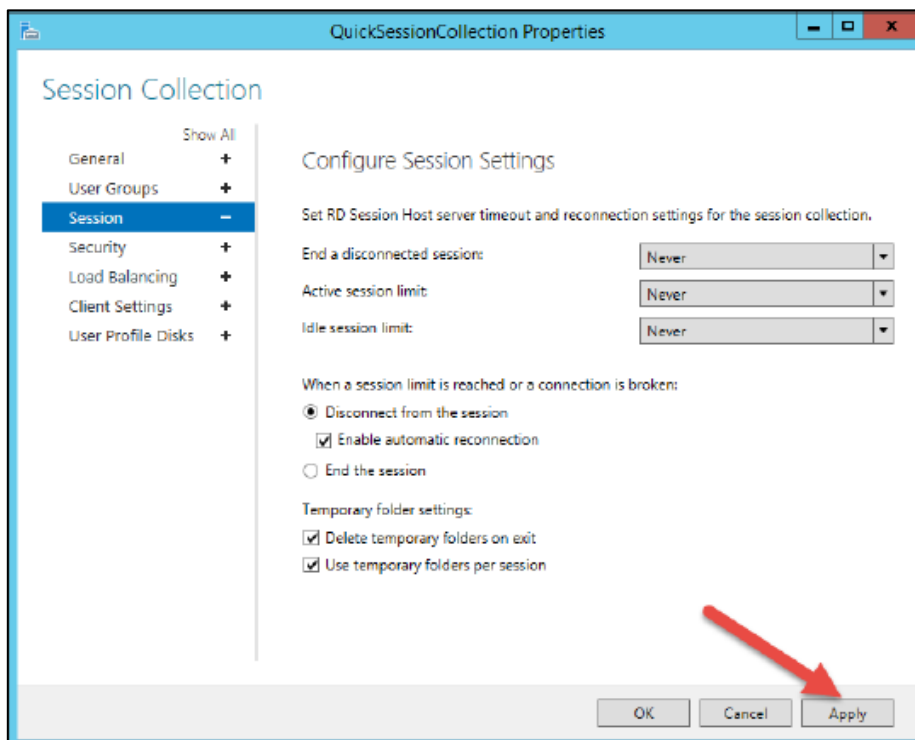 QuickSessionCollection Properties
Session Collection
Show All
General +
User Groups +
Session −
Security +
Load Balancing +
Client Settings +
User Profile Disks +
Configure Session Settings
Set RD Session Host server timeout and reconnection settings for the session collection.
End a disconnected session: Never
Active session limit: Never
Idle session limit: Never
When a session limit is reached or a connection is broken:
Disconnect from the session
Enable automatic reconnection
End the session
Temporary folder settings:
Delete temporary folders on exit
Use temporary folders per session
OK Cancel Apply